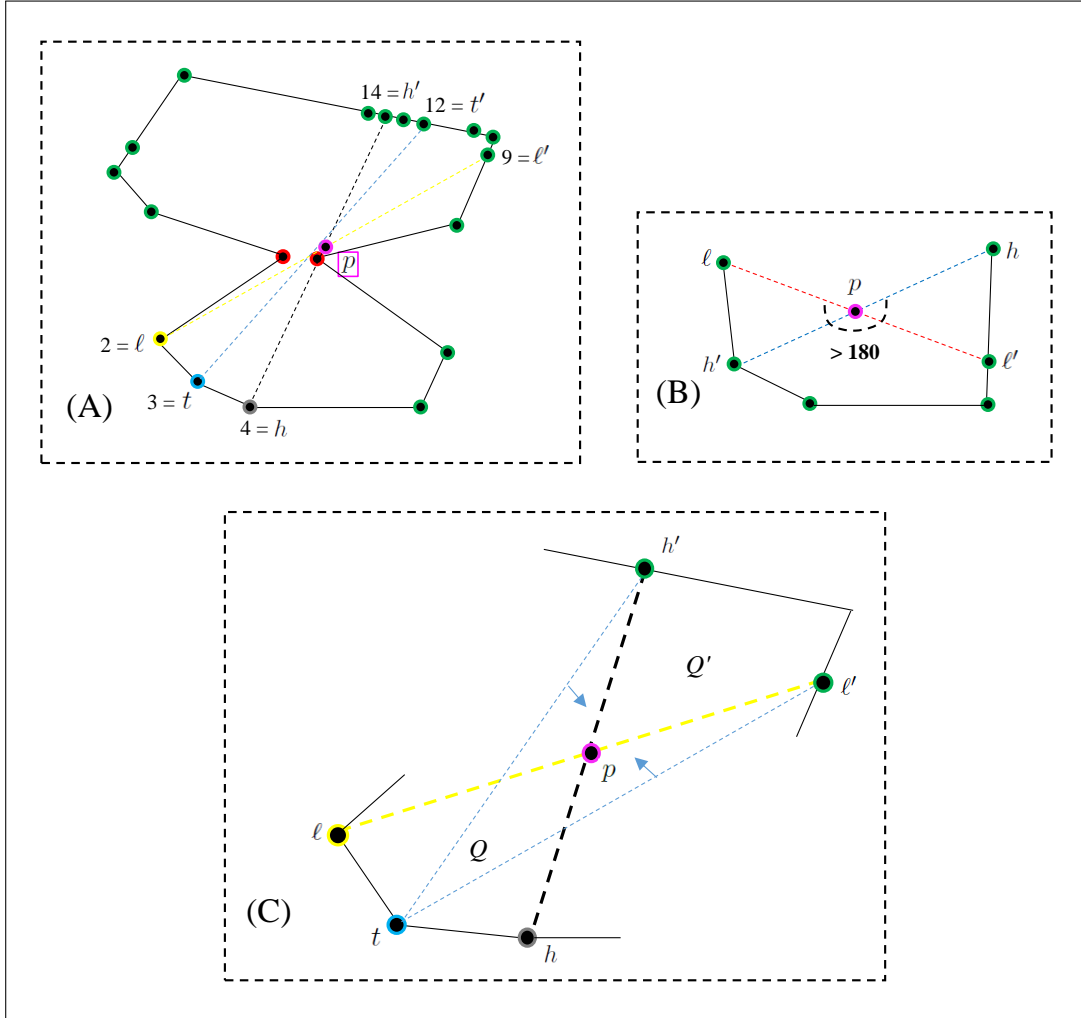 14 = h′
12 = t′
9 = ℓ′
p
2 = ℓ
3 = t
4 = h
(A)
ℓ
h
p
> 180
h′
ℓ′
(B)
h′
Q′
ℓ′
p
ℓ
Q
t
h
(C)